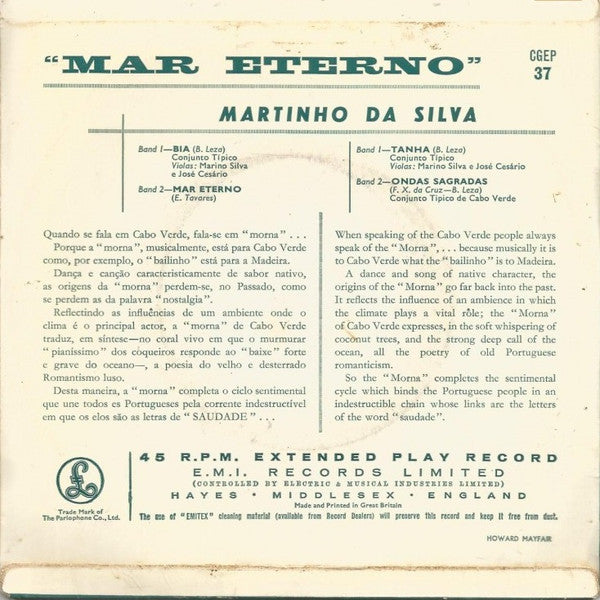 "MAR ETERNO"
CGEP
37
MARTINHO DA SILVA
Band 1—BIA (B. Leza)
Conjunto Típico
Violas: Marino Silva
e José Cesário
Band 2—MAR ETERNO
(E. Tavares)
Band 1—TANHA (B. Leza)
Conjunto Típico
Violas: Marino Silva e José Cesário
Band 2—ONDAS SAGRADAS
(F. X. da Cruz—B. Leza)
Conjunto Típico de Cabo Verde
Quando se fala em Cabo Verde, fala-se em "morna" . . .
Porque a "morna", musicalmente, está para Cabo Verde
como, por exemplo, o "bailinho" está para a Madeira.
Dança e canção caracteristicamente de sabor nativo,
as origens da "morna" perdem-se, no Passado, como
se perdem as da palavra "nostalgia".
Reflectindo as influências de um ambiente onde o
clima é o principal actor, a "morna" de Cabo Verde
traduz, em síntese—no coral vivo em que o murmurar
"pianissimo" dos coqueiros responde ao "baixe" forte
e grave do oceano—, a poesia do velho e desterrado
Romantismo luso.
Desta maneira, a "morna" completa o ciclo sentimental
que une todos es Portugueses pela corrente indestructível
em que os elos são as letras de "SAUDADE" . . .
When speaking of the Cabo Verde people always
speak of the "Morna", . . . because musically it is
to Cabo Verde what the "bailinho" is to Madeira.
A dance and song of native character, the
origins of the "Morna" go far back into the past.
It reflects the influence of an ambience in which
the climate plays a vital rôle; the "Morna"
of Cabo Verde expresses, in the soft whispering of
coconut trees, and the strong deep call of the
ocean, all the poetry of old Portuguese
romanticism.
So the "Morna" completes the sentimental
cycle which binds the Portuguese people in an
indestructible chain whose links are the letters
of the word "saudade".
£
Trade Mark of
The Parlophone Co., Ltd.
45 R.P.M. EXTENDED PLAY RECORD
E.M.I. RECORDS LIMITED
(CONTROLLED BY ELECTRIC & MUSICAL INDUSTRIES LIMITED)
HAYES • MIDDLESEX • ENGLAND
Made and Printed in Great Britain
The use of "EMITEX" cleaning material (available from Record Dealers) will preserve this record and keep it free from dust.
HOWARD MAYFAIR